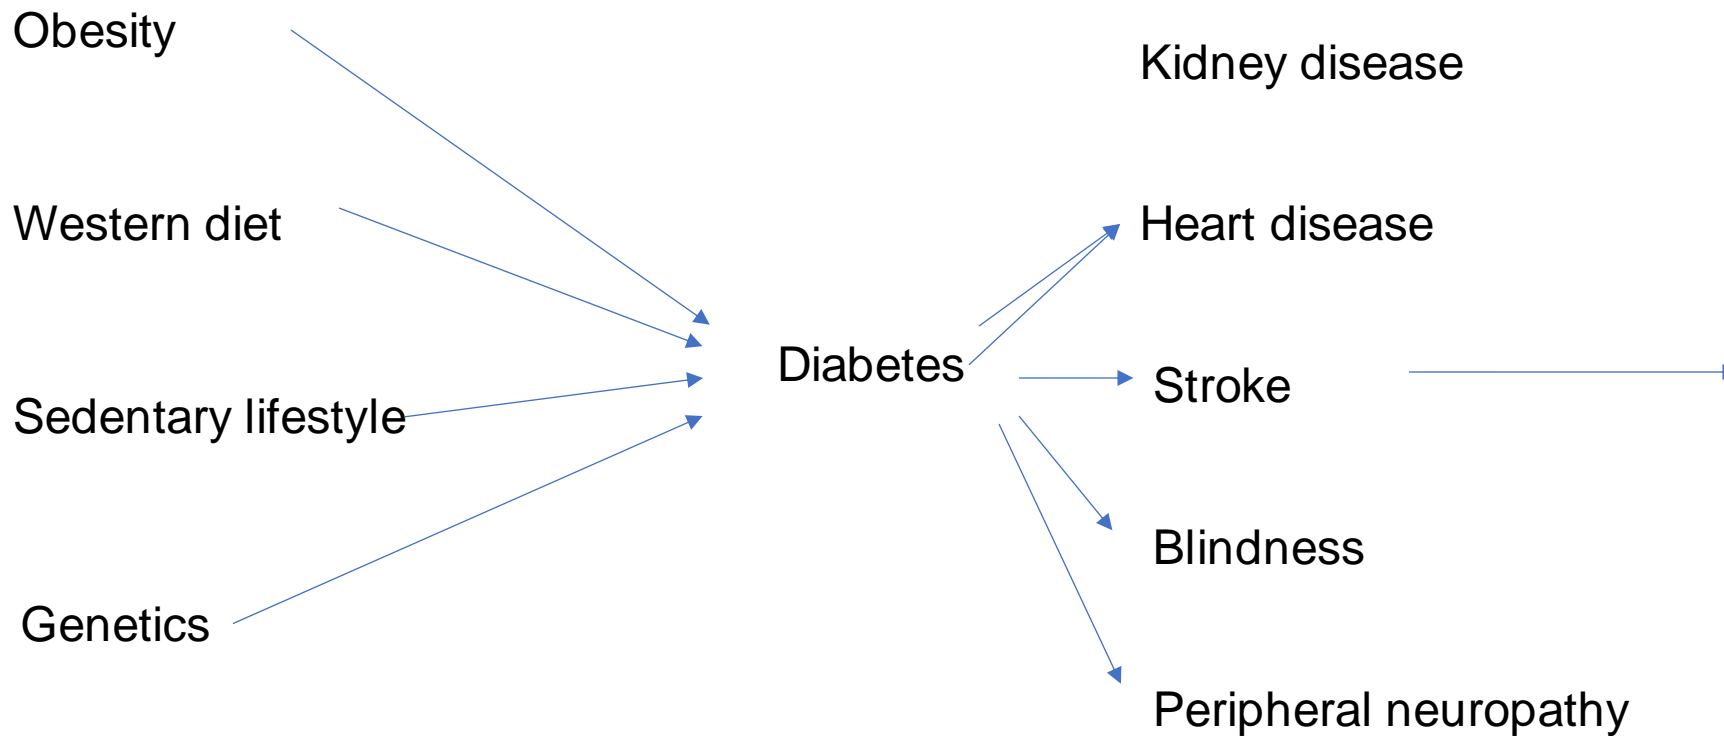 Obesity
Western diet
Sedentary lifestyle
Genetics
Diabetes
Kidney disease
Heart disease
Stroke
Blindness
Peripheral neuropathy